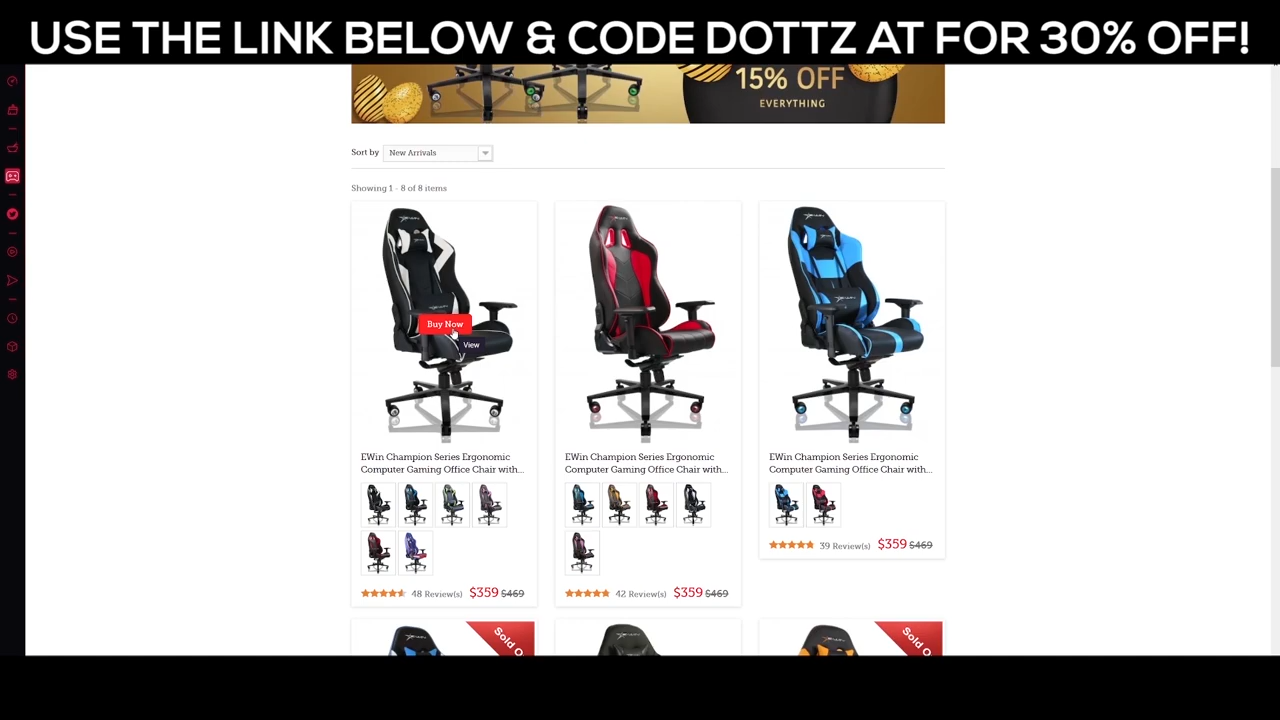 USE THE LINK BELOW & CODE DOTTZ AT FOR 30% OFF!
15% OFF
EVERYTHING
Sort by New Arrivals
Showing 1 - 8 of 8 items
Buy Now
View
EWin Champion Series Ergonomic
Computer Gaming Office Chair with...
48 Review(s) $359 $469
EWin Champion Series Ergonomic
Computer Gaming Office Chair with...
42 Review(s) $359 $469
EWin Champion Series Ergonomic
Computer Gaming Office Chair with...
39 Review(s) $359 $469
Sold O
Sold O